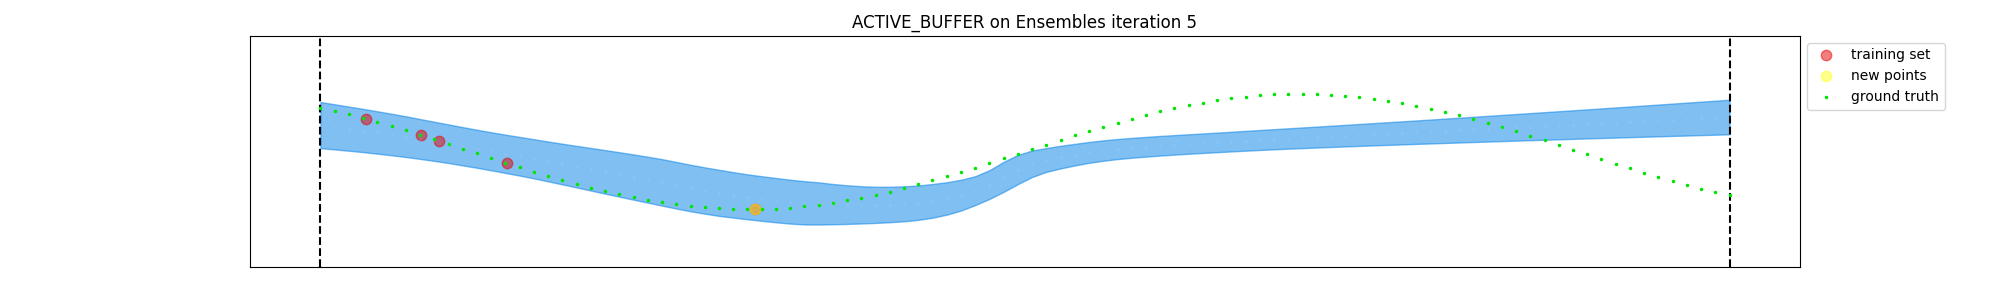 ACTIVE_BUFFER on Ensembles iteration 5
training set
new points
ground truth